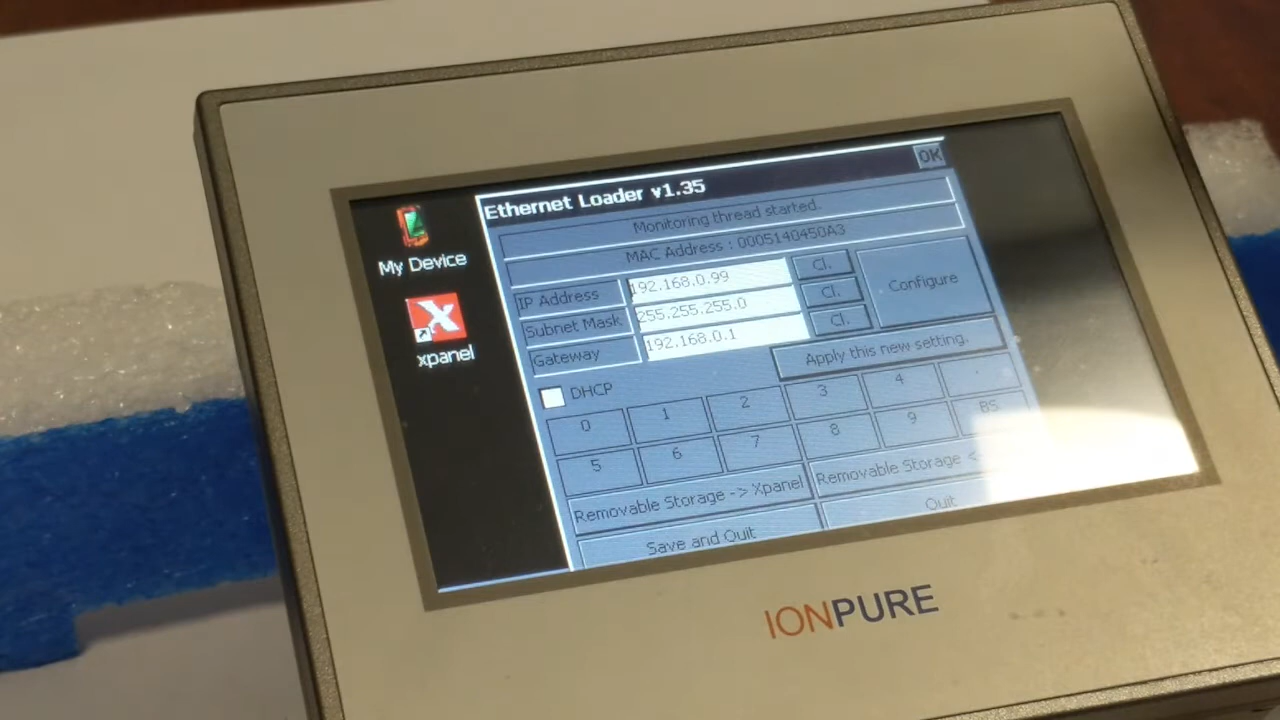 Ethernet Loader v1.35
OK
Monitoring thread started.
MAC Address : 0005140450A3
IP Address 192.168.0.99 Cl.
Subnet Mask 255.255.255.0 Cl.
Gateway 192.168.0.1 Cl.
Configure
Apply this new setting.
DHCP
0 1 2 3 4 .
5 6 7 8 9 BS
Removable Storage -> Xpanel
Removable Storage <
Save and Quit
Quit
My Device
xpanel
IONPURE